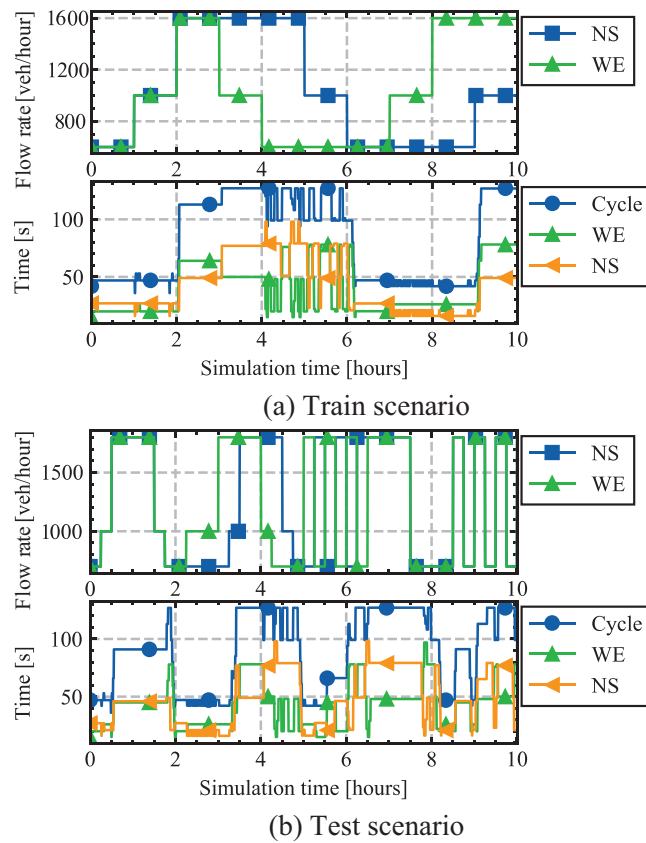 1600
1000
800
Flow rate [veh/hour]
NS
WE
0 2 4 6 8 10
100
50
Time [s]
Cycle
WE
NS
0 2 4 6 8 10
Simulation time [hours]
(a) Train scenario
1500
1000
Flow rate [veh/hour]
NS
WE
0 2 4 6 8 10
100
50
Time [s]
Cycle
WE
NS
0 2 4 6 8 10
Simulation time [hours]
(b) Test scenario